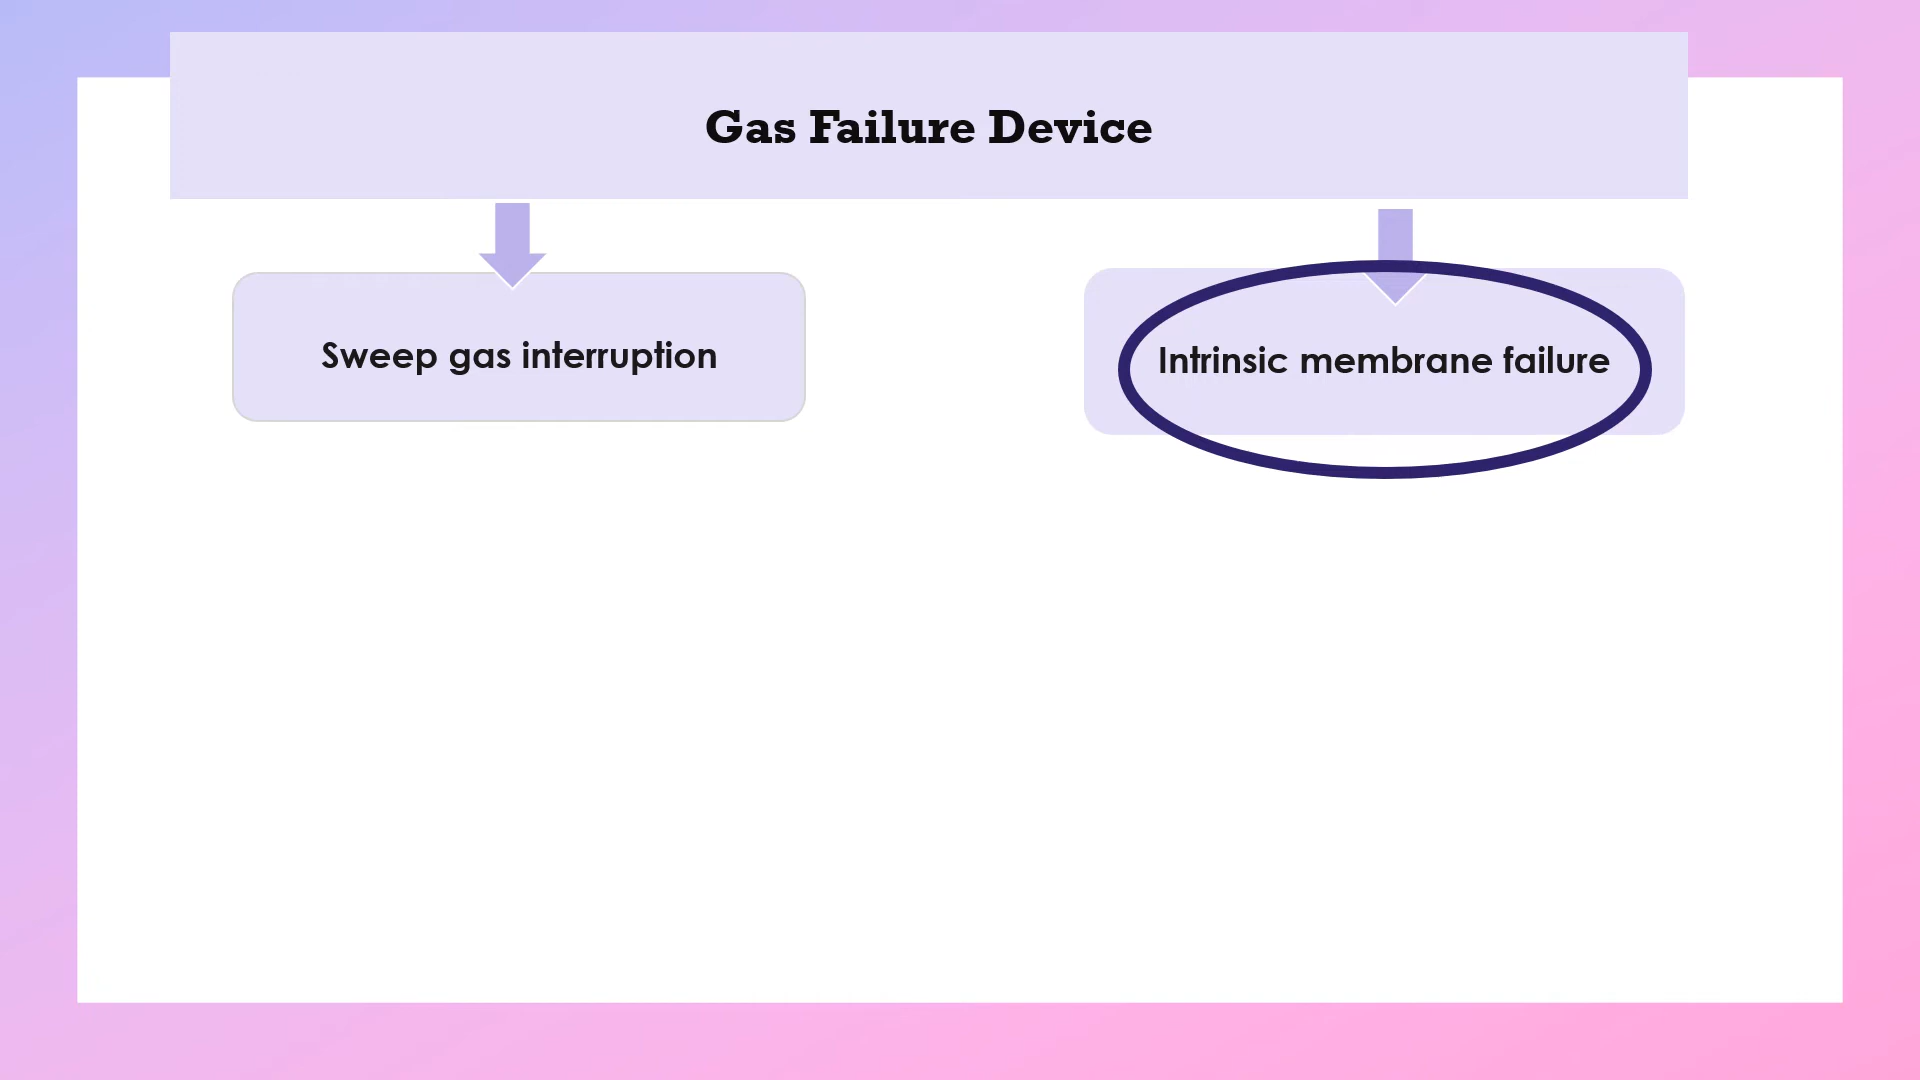 Gas Failure Device
Sweep gas interruption
Intrinsic membrane failure